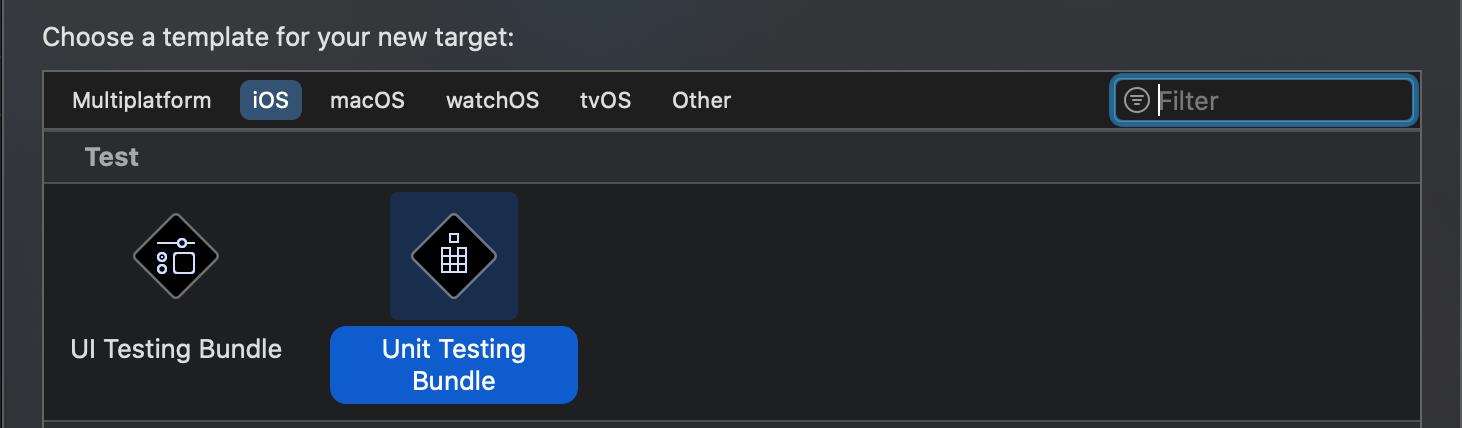 Choose a template for your new target:
Multiplatform iOS macOS watchOS tvOS Other Filter
Test
UI Testing Bundle
Unit Testing
Bundle